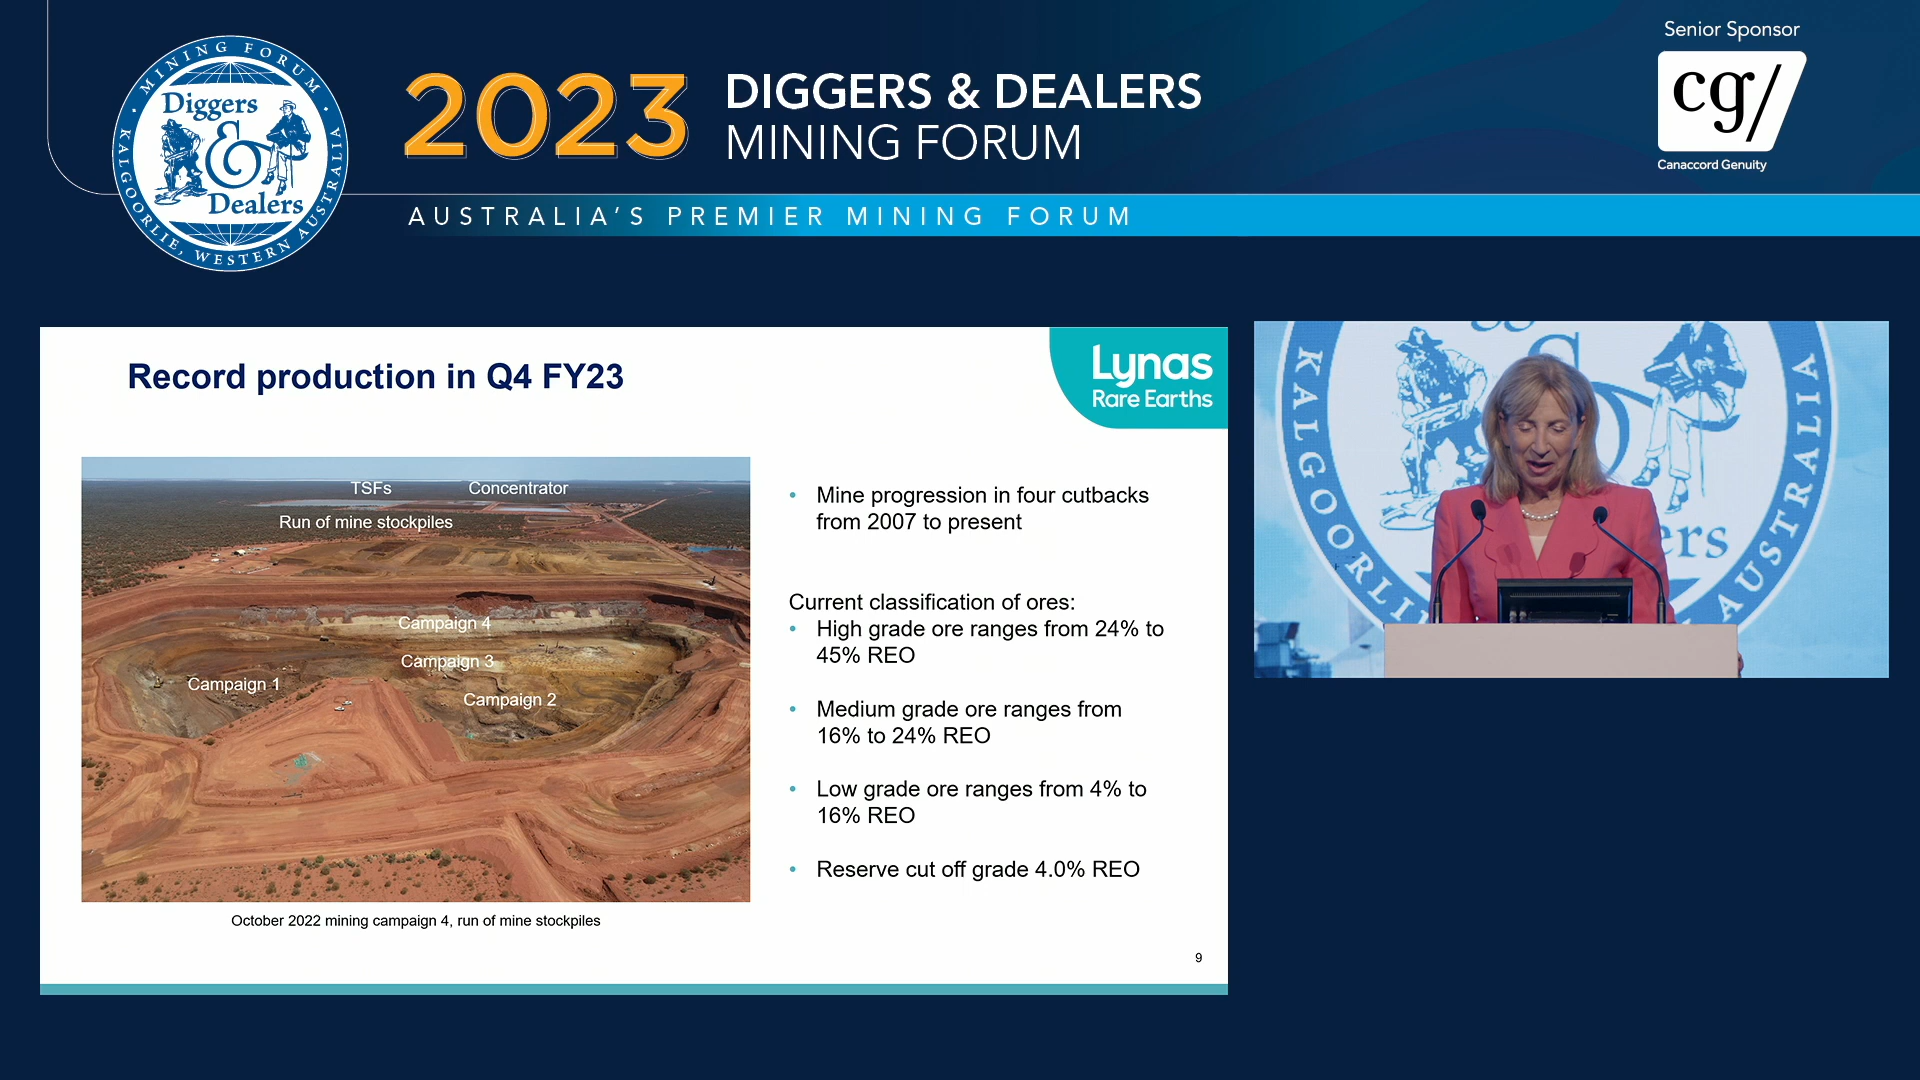 MINING FORUM
Diggers
&
Dealers
KALGOORLIE, WESTERN AUSTRALIA
2023
DIGGERS & DEALERS
MINING FORUM
AUSTRALIA'S PREMIER MINING FORUM
Senior Sponsor
cg/
Canaccord Genuity
Record production in Q4 FY23
Lynas
Rare Earths
TSFs
Concentrator
Run of mine stockpiles
Campaign 4
Campaign 3
Campaign 1
Campaign 2
October 2022 mining campaign 4, run of mine stockpiles
• Mine progression in four cutbacks
from 2007 to present
Current classification of ores:
• High grade ore ranges from 24% to
45% REO
• Medium grade ore ranges from
16% to 24% REO
• Low grade ore ranges from 4% to
16% REO
• Reserve cut off grade 4.0% REO
9
KALGOORLI
&
ers
AUSTRALIA